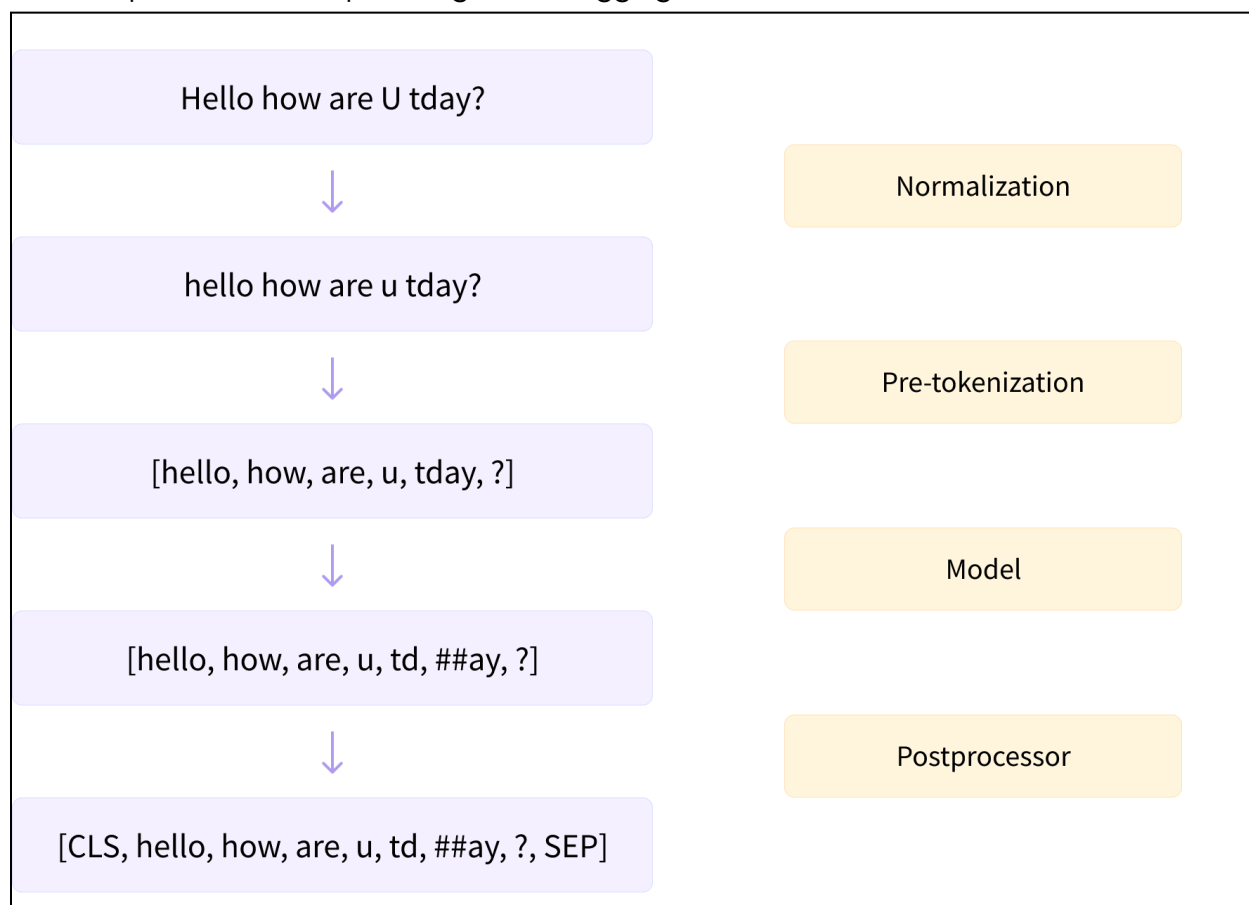 Hello how are U tday?
Normalization
hello how are u tday?
Pre-tokenization
[hello, how, are, u, tday, ?]
Model
[hello, how, are, u, td, ##ay, ?]
Postprocessor
[CLS, hello, how, are, u, td, ##ay, ?, SEP]